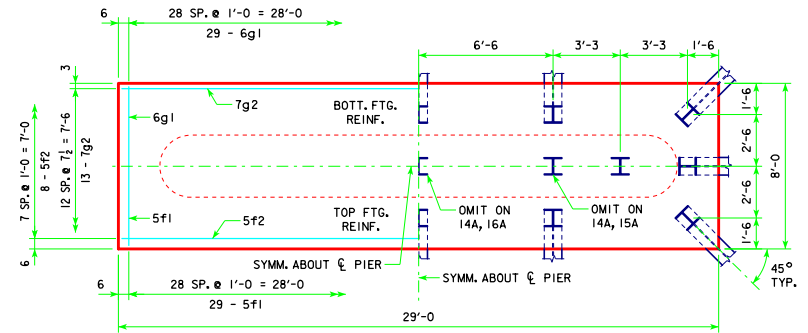 6
28 SP. @ 1'-0 = 28'-0
29 - 6g1
6'-6
3'-3
3'-3
1'-6
3
7g2
BOTT. FTG.
REINF.
6g1
7 SP. @ 1'-0 = 7'-0
8 - 5f2
12 SP. @ 7 1/2 = 7'-6
13 - 7g2
1'-6
2'-6
8'-0
2'-6
1'-6
5f1
5f2
TOP FTG.
REINF.
OMIT ON
14A, 16A
OMIT ON
14A, 15A
6
SYMM. ABOUT ℄ PIER
SYMM. ABOUT ℄ PIER
45°
TYP.
6
28 SP. @ 1'-0 = 28'-0
29 - 5f1
29'-0